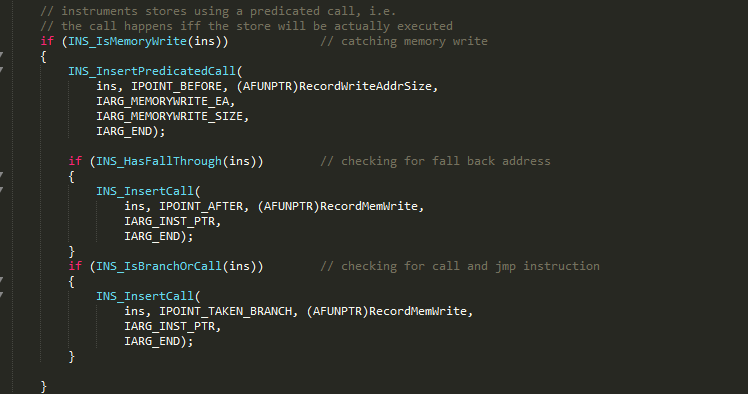 // instruments stores using a predicated call, i.e.
// the call happens iff the store will be actually executed
if (INS_IsMemoryWrite(ins)) // catching memory write
{
INS_InsertPredicatedCall(
ins, IPOINT_BEFORE, (AFUNPTR)RecordWriteAddrSize,
IARG_MEMORYWRITE_EA,
IARG_MEMORYWRITE_SIZE,
IARG_END);
if (INS_HasFallThrough(ins)) // checking for fall back address
{
INS_InsertCall(
ins, IPOINT_AFTER, (AFUNPTR)RecordMemWrite,
IARG_INST_PTR,
IARG_END);
}
if (INS_IsBranchOrCall(ins)) // checking for call and jmp instruction
{
INS_InsertCall(
ins, IPOINT_TAKEN_BRANCH, (AFUNPTR)RecordMemWrite,
IARG_INST_PTR,
IARG_END);
}
}